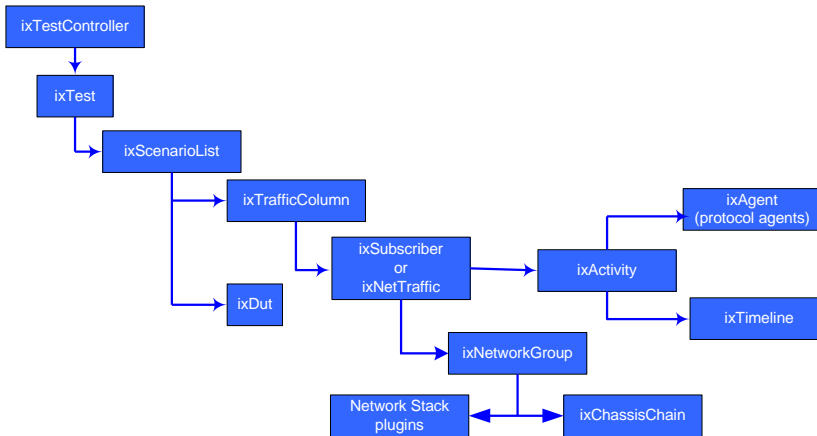 ixTestController
ixTest
ixScenarioList
ixTrafficColumn
ixDut
ixSubscriber
or
ixNetTraffic
ixActivity
ixAgent
(protocol agents)
ixTimeline
ixNetworkGroup
Network Stack
plugins
ixChassisChain